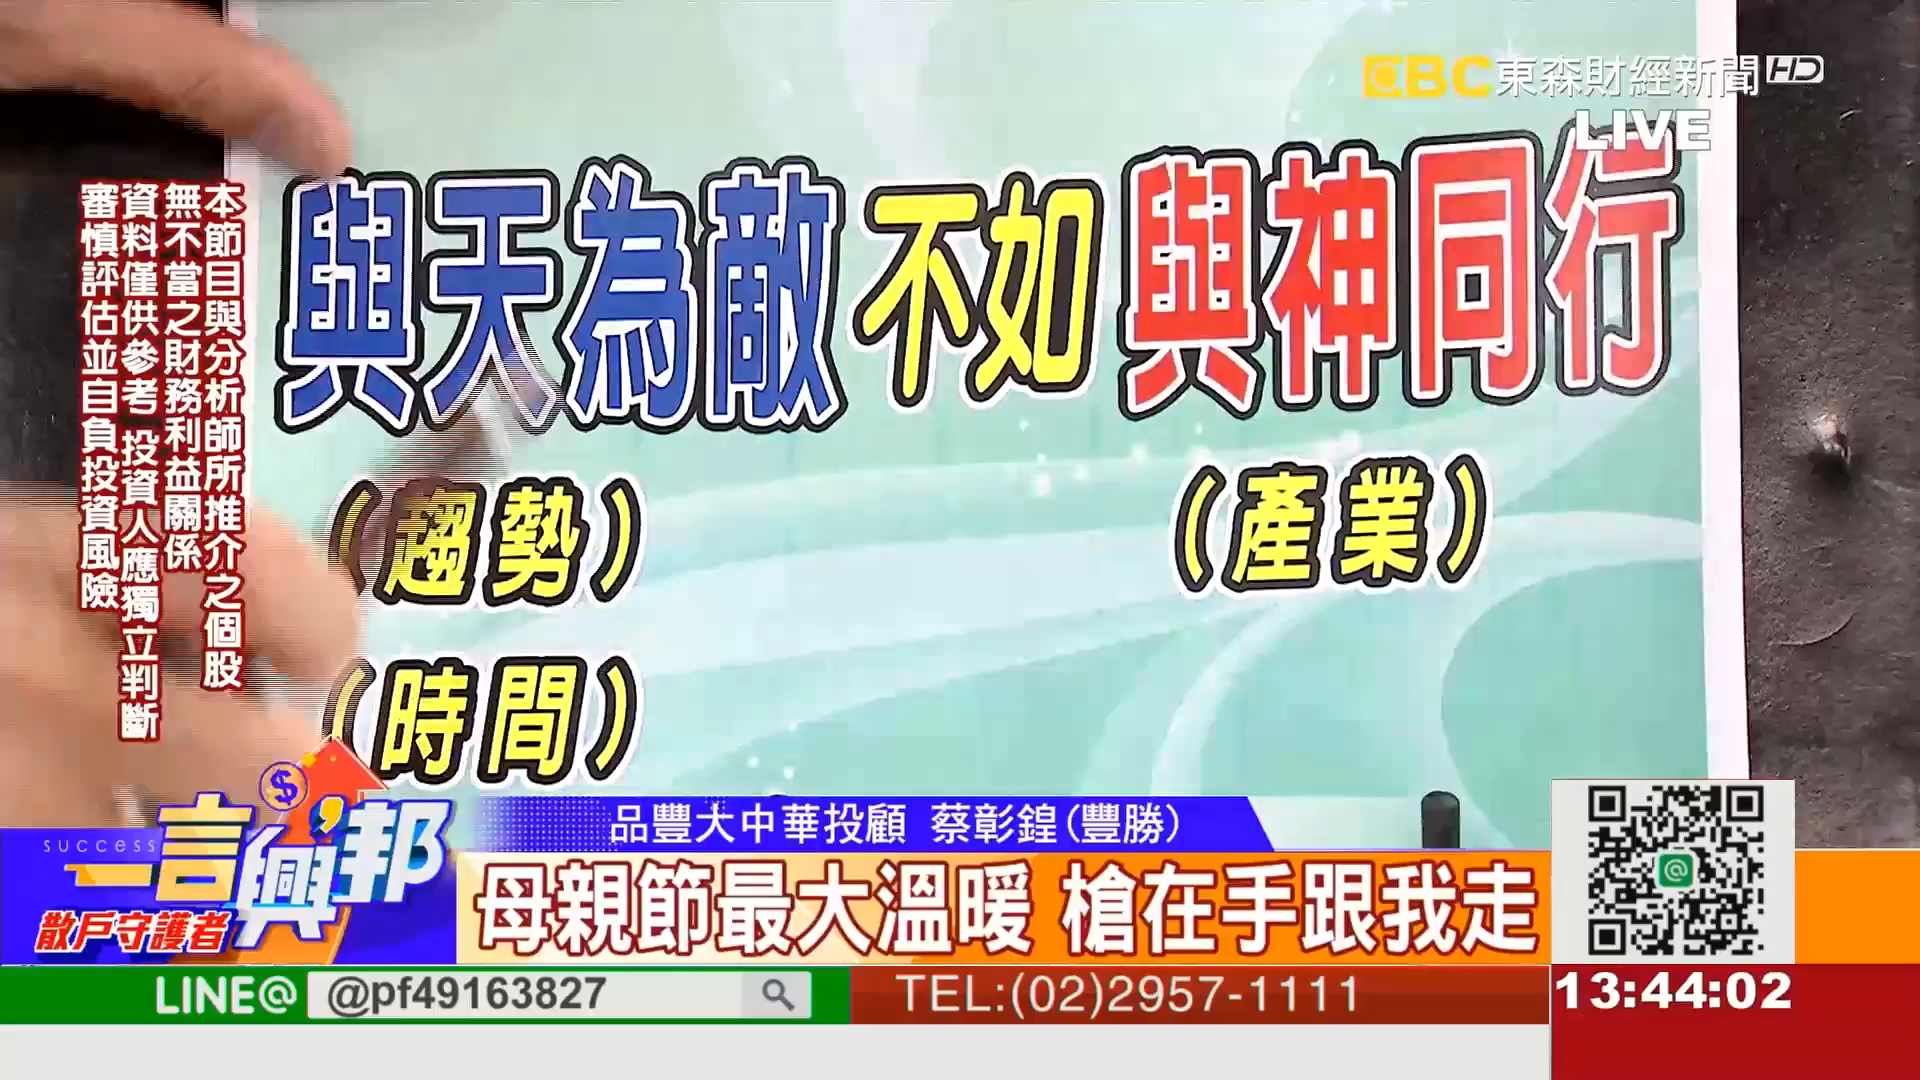 EBC 東森財經新聞 HD
LIVE
與天為敵 不如 與神同行
(趨勢)
(產業)
(時間)
本節目與分析師所推介之個股
無不當之財務利益關係
資料僅供參考 投資人應獨立判斷
審慎評估並自負投資風險
$
success
一言興邦
散戶守護者
品豐大中華投顧 蔡彰鍠(豐勝)
母親節最大溫暖 槍在手跟我走
LINE@ @pf49163827
TEL:(02)2957-1111
13:44:02